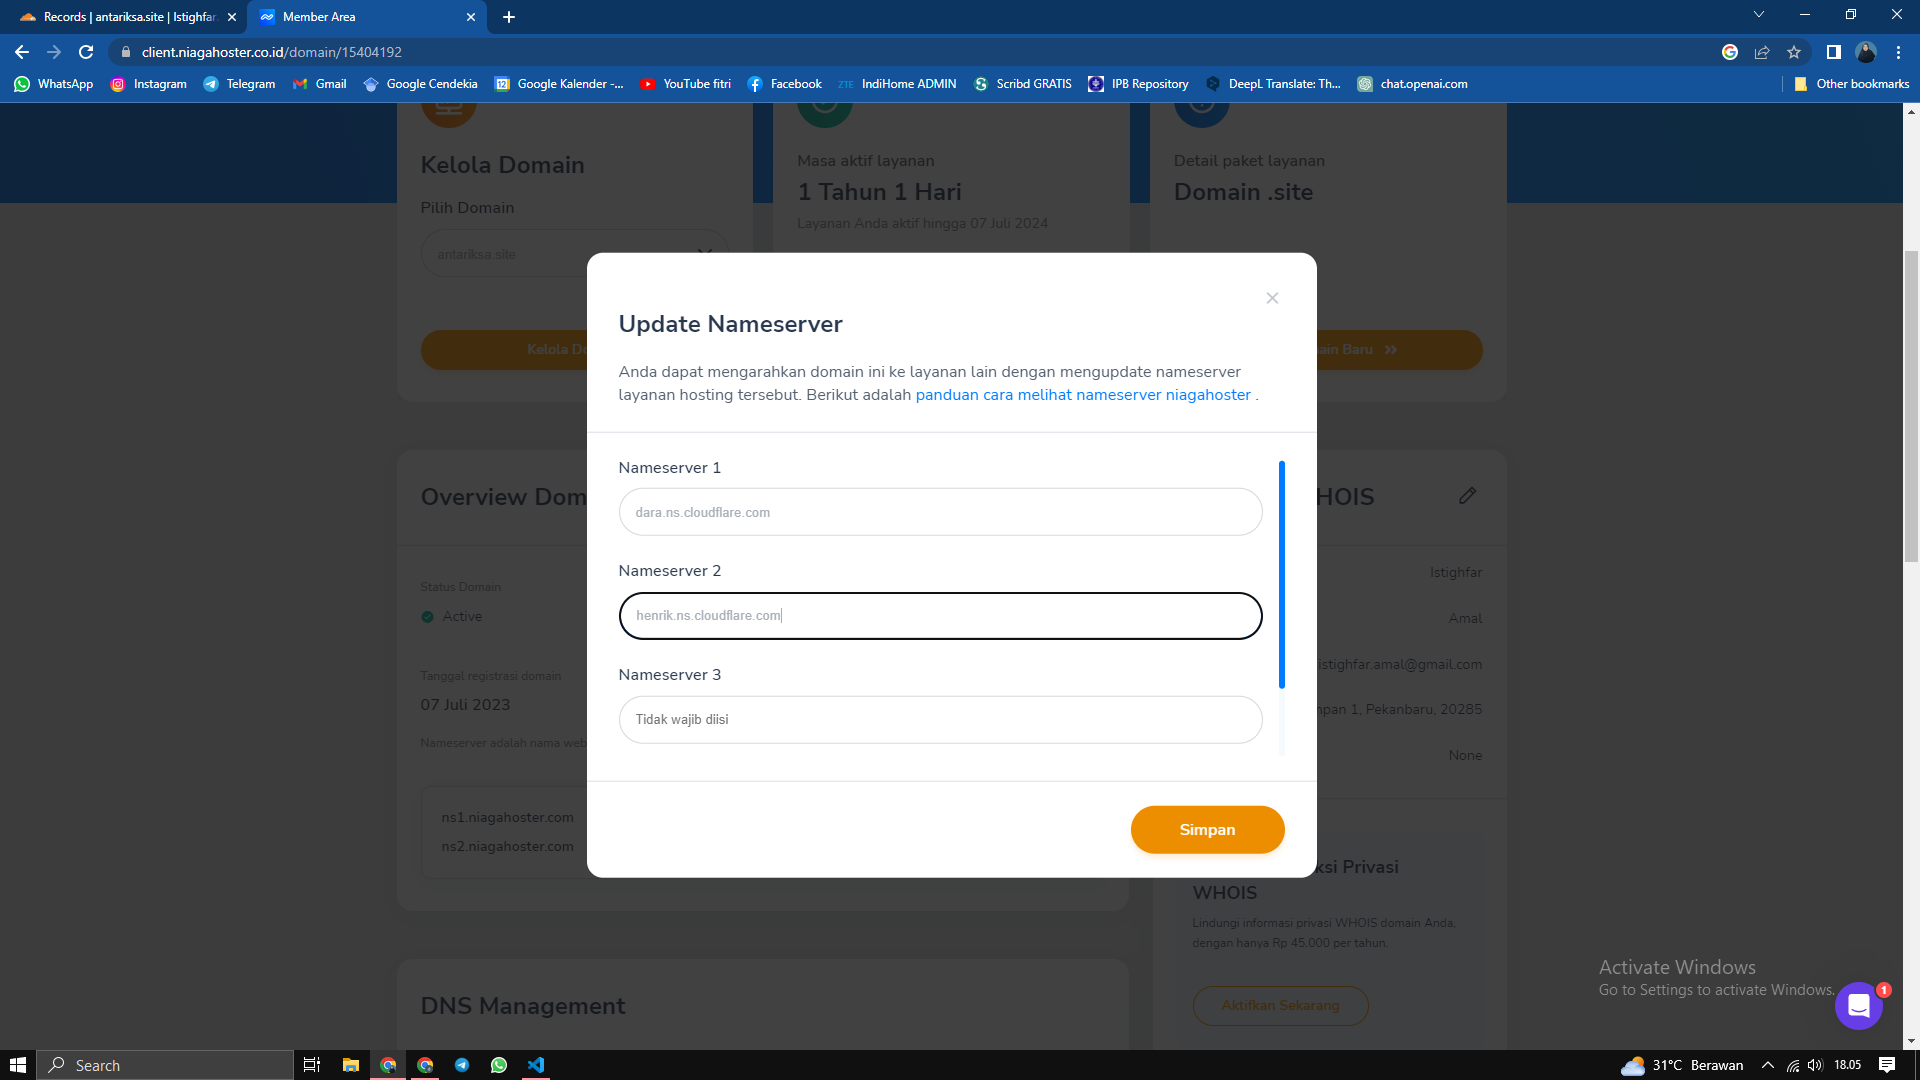 Records | antariksa.site | Istighfar
Member Area
client.niagahoster.co.id/domain/15404192
WhatsApp
Instagram
Telegram
Gmail
Google Cendekia
Google Kalender -...
YouTube fitri
Facebook
ZTE IndiHome ADMIN
Scribd GRATIS
IPB Repository
DeepL Translate: Th...
chat.openai.com
Other bookmarks
Kelola Domain
Pilih Domain
antariksa.site
Masa aktif layanan
1 Tahun 1 Hari
Layanan Anda aktif hingga 07 Juli 2024
Detail paket layanan
Domain .site
Kelola Do
ain Baru
Update Nameserver
Anda dapat mengarahkan domain ini ke layanan lain dengan mengupdate nameserver
layanan hosting tersebut. Berikut adalah panduan cara melihat nameserver niagahoster .
Nameserver 1
dara.ns.cloudflare.com
Nameserver 2
henrik.ns.cloudflare.com
Nameserver 3
Tidak wajib diisi
Simpan
Overview Dom
Status Domain
Active
Tanggal registrasi domain
07 Juli 2023
Nameserver adalah nama web
ns1.niagahoster.com
ns2.niagahoster.com
DNS Management
HOIS
Istighfar
Amal
istighfar.amal@gmail.com
mpan 1, Pekanbaru, 20285
None
ksi Privasi
WHOIS
Lindungi informasi privasi WHOIS domain Anda,
dengan hanya Rp 45.000 per tahun.
Aktifkan Sekarang
Activate Windows
Go to Settings to activate Windows.
1
Search
31°C Berawan
18.05